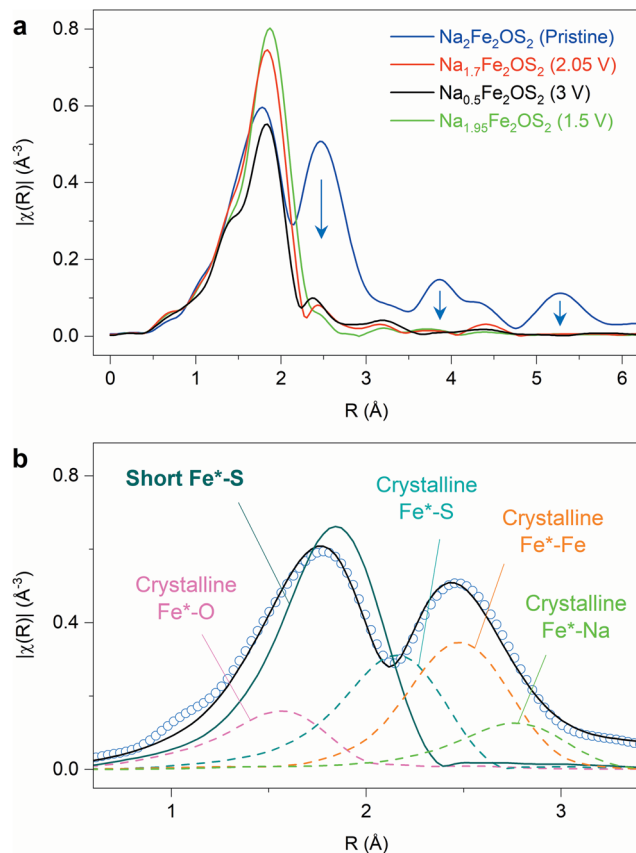 a
0.8
0.6
0.4
0.2
0.0
|χ(R)| (Å⁻³)
Na₂Fe₂OS₂ (Pristine)
Na₁.₇Fe₂OS₂ (2.05 V)
Na₀.₅Fe₂OS₂ (3 V)
Na₁.₉₅Fe₂OS₂ (1.5 V)
0 1 2 3 4 5 6
R (Å)
b
0.8
0.4
0.0
|χ(R)| (Å⁻³)
Short Fe*-S
Crystalline
Fe*-O
Crystalline
Fe*-S
Crystalline
Fe*-Fe
Crystalline
Fe*-Na
1 2 3
R (Å)